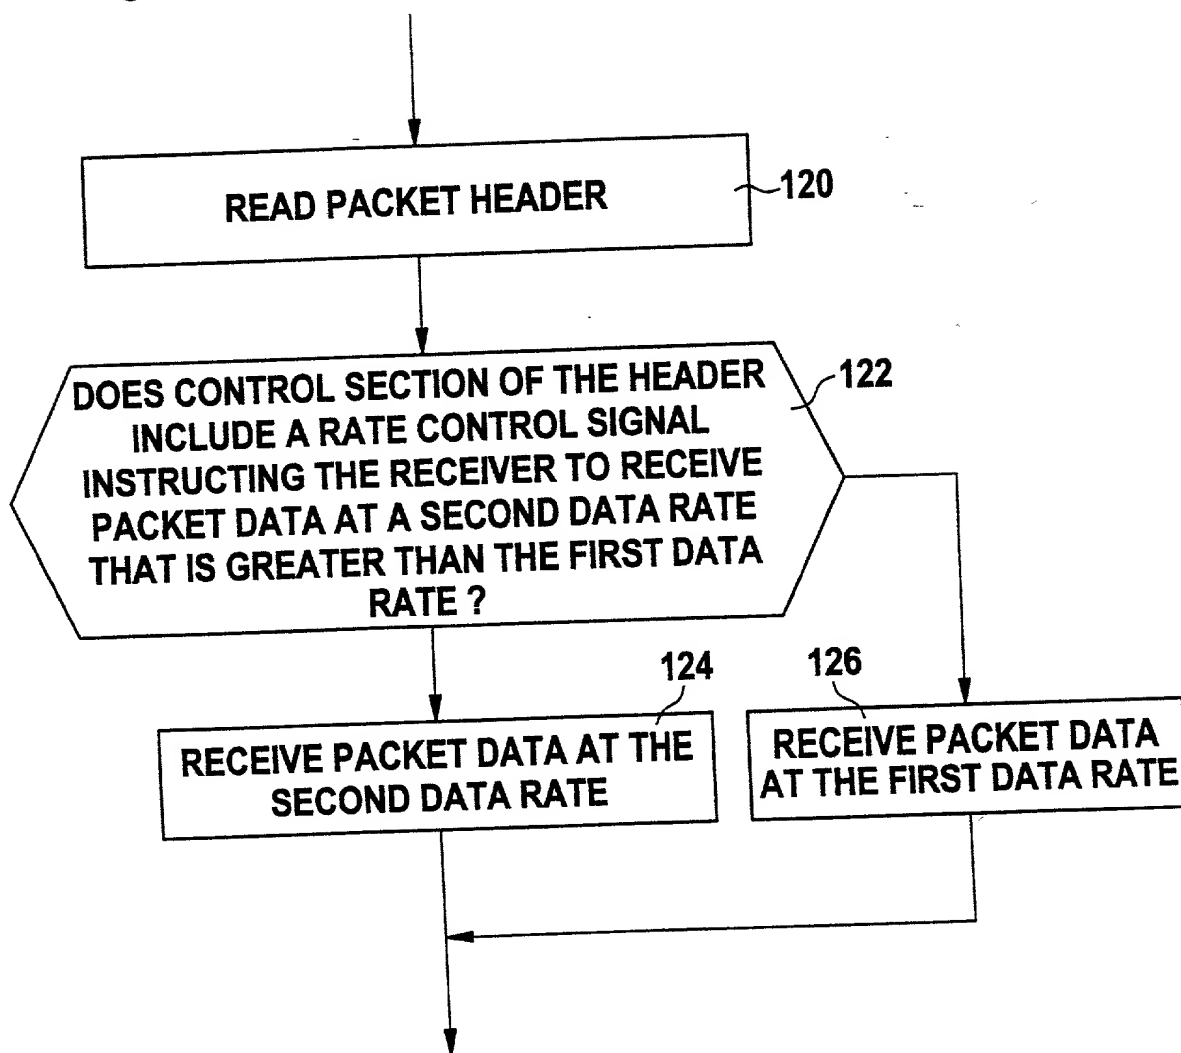 READ PACKET HEADER
120
DOES CONTROL SECTION OF THE HEADER
INCLUDE A RATE CONTROL SIGNAL
INSTRUCTING THE RECEIVER TO RECEIVE
PACKET DATA AT A SECOND DATA RATE
THAT IS GREATER THAN THE FIRST DATA
RATE ?
122
124
RECEIVE PACKET DATA AT THE
SECOND DATA RATE
126
RECEIVE PACKET DATA
AT THE FIRST DATA RATE